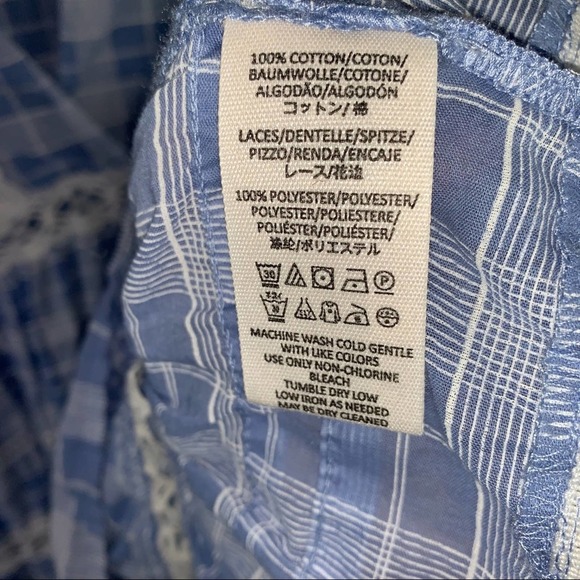 100% COTTON/COTON/
BAUMWOLLE/COTONE/
ALGODÃO/ALGODÓN
コットン/棉
LACES/DENTELLE/SPITZE/
PIZZO/RENDA/ENCAJE
レース/花边
100% POLYESTER/POLYESTER/
POLYESTER/POLIESTERE/
POLIÉSTER/POLIÉSTER/
涤纶/ポリエステル
30 P
MACHINE WASH COLD GENTLE
WITH LIKE COLORS
USE ONLY NON-CHLORINE
BLEACH
TUMBLE DRY LOW
LOW IRON AS NEEDED
MAY BE DRY CLEANED